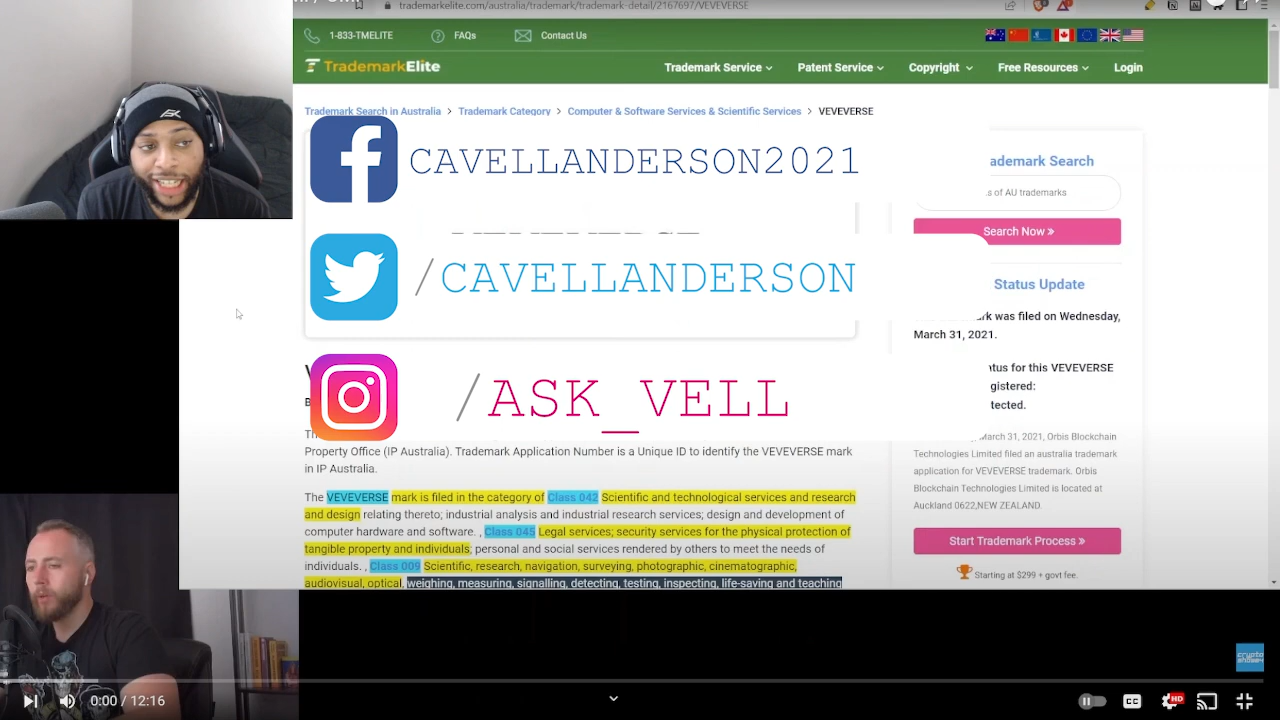 trademarkelite.com/australia/trademark/trademark-detail/2167697/VEVEVERSE
1-833-TMELITE
FAQs
Contact Us
TrademarkElite
Trademark Service
Patent Service
Copyright
Free Resources
Login
Trademark Search in Australia > Trademark Category > Computer & Software Services & Scientific Services > VEVEVERSE
CAVELLANDERSON2021
/CAVELLANDERSON
/ASK_VELL
ademark Search
s of AU trademarks
Search Now »
Status Update
rk was filed on Wednesday,
March 31, 2021.
atus for this VEVEVERSE
gistered:
tected.
March 31, 2021, Orbis Blockchain
Technologies Limited filed an australia trademark
application for VEVEVERSE trademark. Orbis
Blockchain Technologies Limited is located at
Auckland 0622,NEW ZEALAND.
Start Trademark Process »
Starting at $299 + govt fee.
Property Office (IP Australia). Trademark Application Number is a Unique ID to identify the VEVEVERSE mark
in IP Australia.
The VEVEVERSE mark is filed in the category of Class 042 Scientific and technological services and research
and design relating thereto; industrial analysis and industrial research services; design and development of
computer hardware and software. , Class 045 Legal services; security services for the physical protection of
tangible property and individuals; personal and social services rendered by others to meet the needs of
individuals. , Class 009 Scientific, research, navigation, surveying, photographic, cinematographic,
audiovisual, optical, weighing, measuring, signalling, detecting, testing, inspecting, life-saving and teaching
0:00 / 12:16
CC
HD